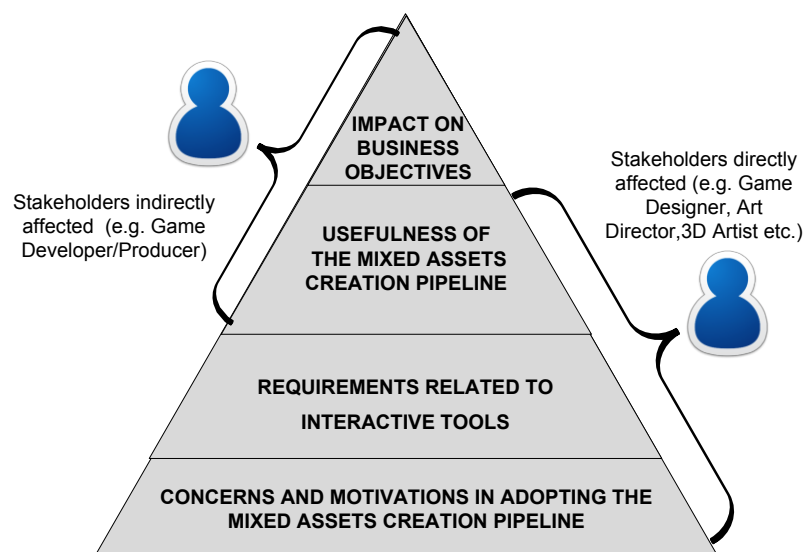 IMPACT ON
BUSINESS
OBJECTIVES
Stakeholders indirectly
affected (e.g. Game
Developer/Producer)
Stakeholders directly
affected (e.g. Game
Designer, Art
Director,3D Artist etc.)
USEFULNESS OF
THE MIXED ASSETS
CREATION PIPELINE
REQUIREMENTS RELATED TO
INTERACTIVE TOOLS
CONCERNS AND MOTIVATIONS IN ADOPTING THE
MIXED ASSETS CREATION PIPELINE